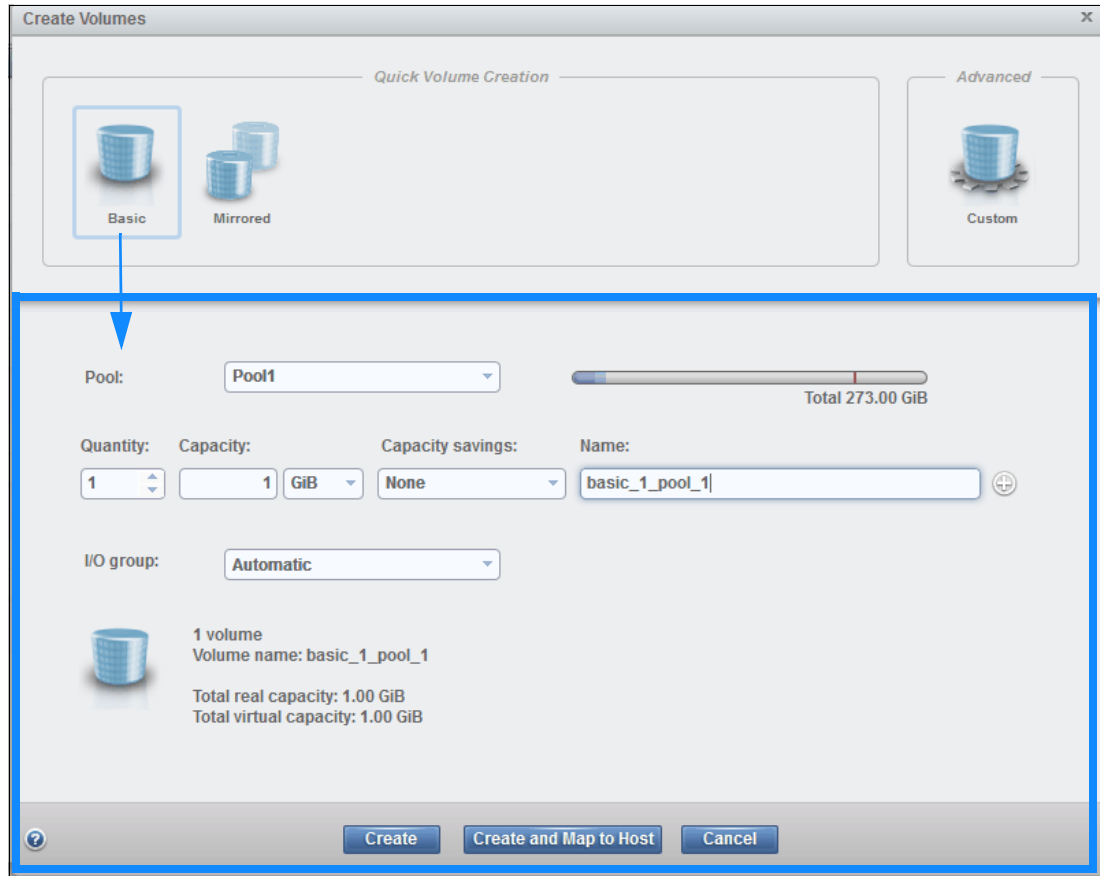 Create Volumes x
Quick Volume Creation Advanced
Basic Mirrored Custom
Pool: Pool1
Total 273.00 GiB
Quantity: Capacity: Capacity savings: Name:
1 1 GiB None basic_1_pool_1
I/O group: Automatic
1 volume
Volume name: basic_1_pool_1
Total real capacity: 1.00 GiB
Total virtual capacity: 1.00 GiB
? Create Create and Map to Host Cancel